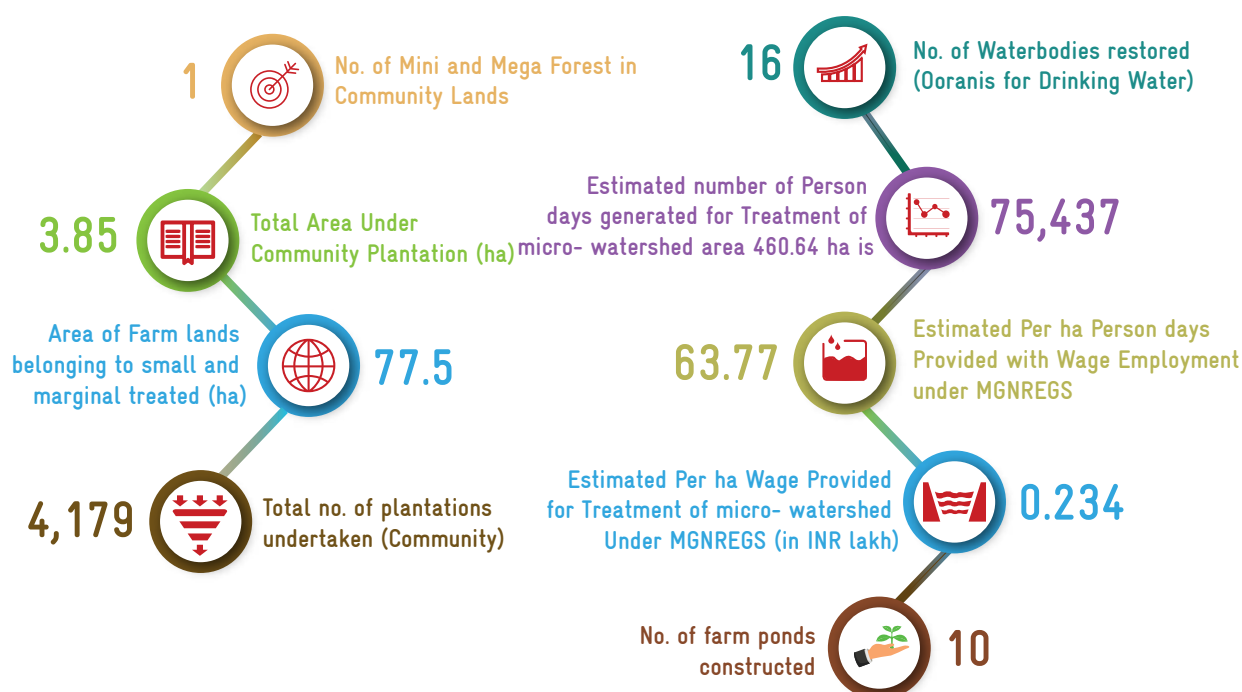 1
No. of Mini and Mega Forest in
Community Lands
3.85
Total Area Under
Community Plantation (ha)
Area of Farm lands
belonging to small and
marginal treated (ha)
77.5
4,179
Total no. of plantations
undertaken (Community)
16
No. of Waterbodies restored
(Ooranis for Drinking Water)
Estimated number of Person
days generated for Treatment of
micro- watershed area 460.64 ha is
75,437
63.77
Estimated Per ha Person days
Provided with Wage Employment
under MGNREGS
Estimated Per ha Wage Provided
for Treatment of micro- watershed
Under MGNREGS (in INR lakh)
0.234
No. of farm ponds
constructed
10